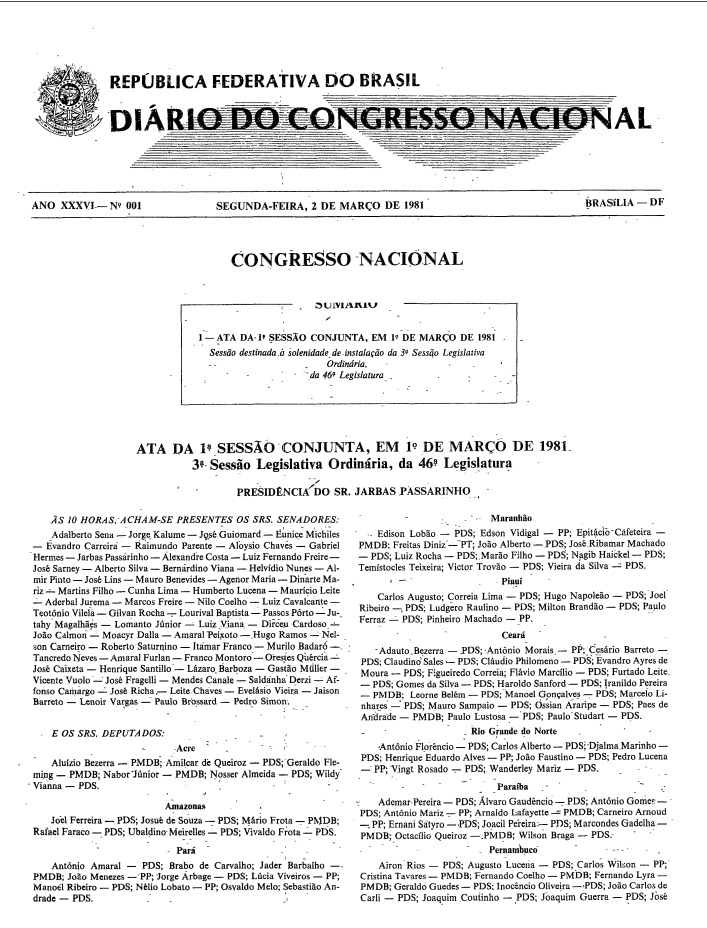 REPÚBLICA FEDERATIVA DO BRASIL
DIÁRIO DO CONGRESSO NACIONAL
ANO XXXVI — Nº 001
SEGUNDA-FEIRA, 2 DE MARÇO DE 1981
BRASÍLIA — DF
CONGRESSO NACIONAL
SUMÁRIO
1 — ATA DA 1ª SESSÃO CONJUNTA, EM 1º DE MARÇO DE 1981
Sessão destinada à solenidade de instalação da 3ª Sessão Legislativa
Ordinária,
da 46ª Legislatura
ATA DA 1ª SESSÃO CONJUNTA, EM 1º DE MARÇO DE 1981
3ª Sessão Legislativa Ordinária, da 46ª Legislatura
PRESIDÊNCIA DO SR. JARBAS PASSARINHO
ÀS 10 HORAS, ACHAM-SE PRESENTES OS SRS. SENADORES:
Adalberto Sena — Jorge Kalume — José Guiomard — Eunice Michiles
— Evandro Carreira — Raimundo Parente — Aloysio Chaves — Gabriel
Hermes — Jarbas Passarinho — Alexandre Costa — Luiz Fernando Freire —
José Sarney — Alberto Silva — Bernardino Viana — Helvídio Nunes — Al-
mir Pinto — José Lins — Mauro Benevides — Agenor Maria — Dinarte Ma-
riz — Martins Filho — Cunha Lima — Humberto Lucena — Maurício Leite
— Aderbal Jurema — Marcos Freire — Nilo Coelho — Luiz Cavalcante —
Teotônio Vilela — Gilvan Rocha — Lourival Baptista — Passos Pôrto — Ju-
tahy Magalhães — Lomanto Júnior — Luiz Viana — Dirceu Cardoso —
João Calmon — Moacyr Dalla — Amaral Peixoto — Hugo Ramos — Nel-
son Carneiro — Roberto Saturnino — Itamar Franco — Murilo Badaró —
Tancredo Neves — Amaral Furlan — Franco Montoro — Orestes Quércia —
José Caixeta — Henrique Santillo — Lázaro Barboza — Gastão Müller —
Vicente Vuolo — José Fragelli — Mendes Canale — Saldanha Derzi — Af-
fonso Camargo — José Richa — Leite Chaves — Evelásio Vieira — Jaison
Barreto — Lenoir Vargas — Paulo Brossard — Pedro Simon.
E OS SRS. DEPUTADOS:
Acre
Aluízio Bezerra — PMDB; Amílcar de Queiroz — PDS; Geraldo Fle-
ming — PMDB; Nabor Júnior — PMDB; Nosser Almeida — PDS; Wildy
Vianna — PDS.
Amazonas
Joel Ferreira — PDS; Josué de Souza — PDS; Mário Frota — PMDB;
Rafael Faraco — PDS; Ubaldino Meirelles — PDS; Vivaldo Frota — PDS.
Pará
Antônio Amaral — PDS; Brabo de Carvalho; Jader Barbalho —
PMDB; João Menezes — PP; Jorge Arbage — PDS; Lúcia Viveiros — PP;
Manoel Ribeiro — PDS; Nélio Lobato — PP; Osvaldo Melo; Sebastião An-
drade — PDS.
Maranhão
Edison Lobão — PDS; Edson Vidigal — PP; Epitácio Cafeteira —
PMDB; Freitas Diniz — PT; João Alberto — PDS; José Ribamar Machado
— PDS; Luiz Rocha — PDS; Marão Filho — PDS; Nagib Haickel — PDS;
Temístocles Teixeira; Victor Trovão — PDS; Vieira da Silva — PDS.
Piauí
Carlos Augusto; Correia Lima — PDS; Hugo Napoleão — PDS; Joel
Ribeiro — PDS; Ludgero Raulino — PDS; Milton Brandão — PDS; Paulo
Ferraz — PDS; Pinheiro Machado — PP.
Ceará
Adauto Bezerra — PDS; Antônio Morais — PP; Cesário Barreto —
PDS; Claudino Sales — PDS; Cláudio Philomeno — PDS; Evandro Ayres de
Moura — PDS; Figueiredo Correia; Flávio Marcílio — PDS; Furtado Leite
— PDS; Gomes da Silva — PDS; Haroldo Sanford — PDS; Iranildo Pereira
— PMDB; Leorne Belém — PDS; Manoel Gonçalves — PDS; Marcelo Li-
nhares — PDS; Mauro Sampaio — PDS; Ossian Araripe — PDS; Paes de
Andrade — PMDB; Paulo Lustosa — PDS; Paulo Studart — PDS.
Rio Grande do Norte
Antônio Florêncio — PDS; Carlos Alberto — PDS; Djalma Marinho —
PDS; Henrique Eduardo Alves — PP; João Faustino — PDS; Pedro Lucena
— PP; Vingt Rosado — PDS; Wanderley Mariz — PDS.
Paraíba
Ademar Pereira — PDS; Álvaro Gaudêncio — PDS; Antônio Gomes —
PDS; Antônio Mariz — PP; Arnaldo Lafayette — PMDB; Carneiro Arnoud
— PP; Ernani Satyro — PDS; Joacil Pereira — PDS; Marcondes Gadelha —
PMDB; Octacílio Queiroz — PMDB; Wilson Braga — PDS.
Pernambuco
Airon Rios — PDS; Augusto Lucena — PDS; Carlos Wilson — PP;
Cristina Tavares — PMDB; Fernando Coelho — PMDB; Fernando Lyra —
PMDB; Geraldo Guedes — PDS; Inocêncio Oliveira — PDS; João Carlos de
Carli — PDS; Joaquim Coutinho — PDS; Joaquim Guerra — PDS; José